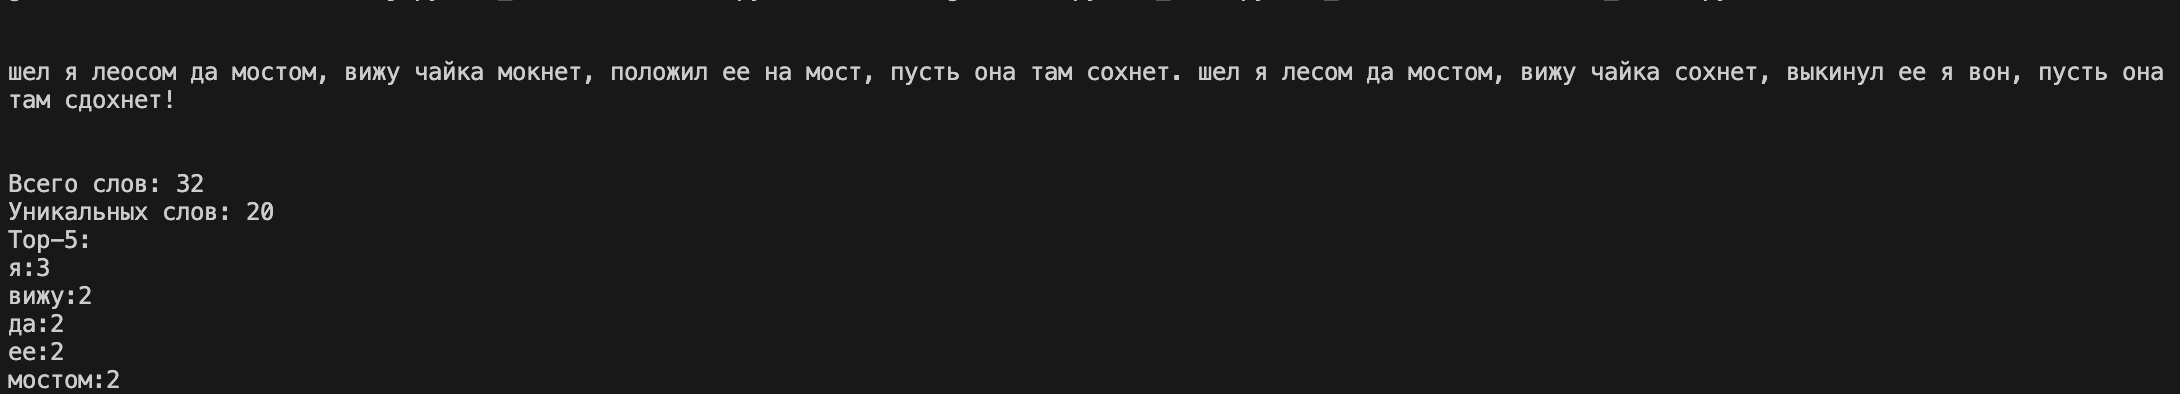 шел я леосом да мостом, вижу чайка мокнет, положил ее на мост, пусть она там сохнет. шел я лесом да мостом, вижу чайка сохнет, выкинул ее я вон, пусть она
там сдохнет!
Всего слов: 32
Уникальных слов: 20
Top-5:
я:3
вижу:2
да:2
ее:2
мостом:2